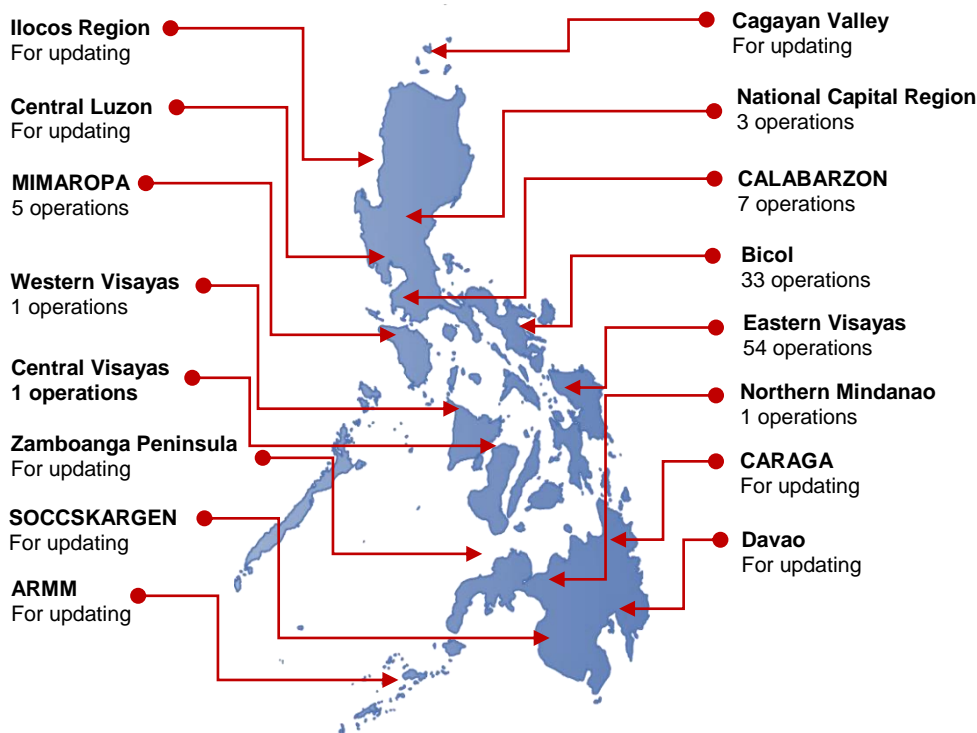 Ilocos Region
For updating
Central Luzon
For updating
MIMAROPA
5 operations
Western Visayas
1 operations
Central Visayas
1 operations
Zamboanga Peninsula
For updating
SOCCSKARGEN
For updating
ARMM
For updating
Cagayan Valley
For updating
National Capital Region
3 operations
CALABARZON
7 operations
Bicol
33 operations
Eastern Visayas
54 operations
Northern Mindanao
1 operations
CARAGA
For updating
Davao
For updating